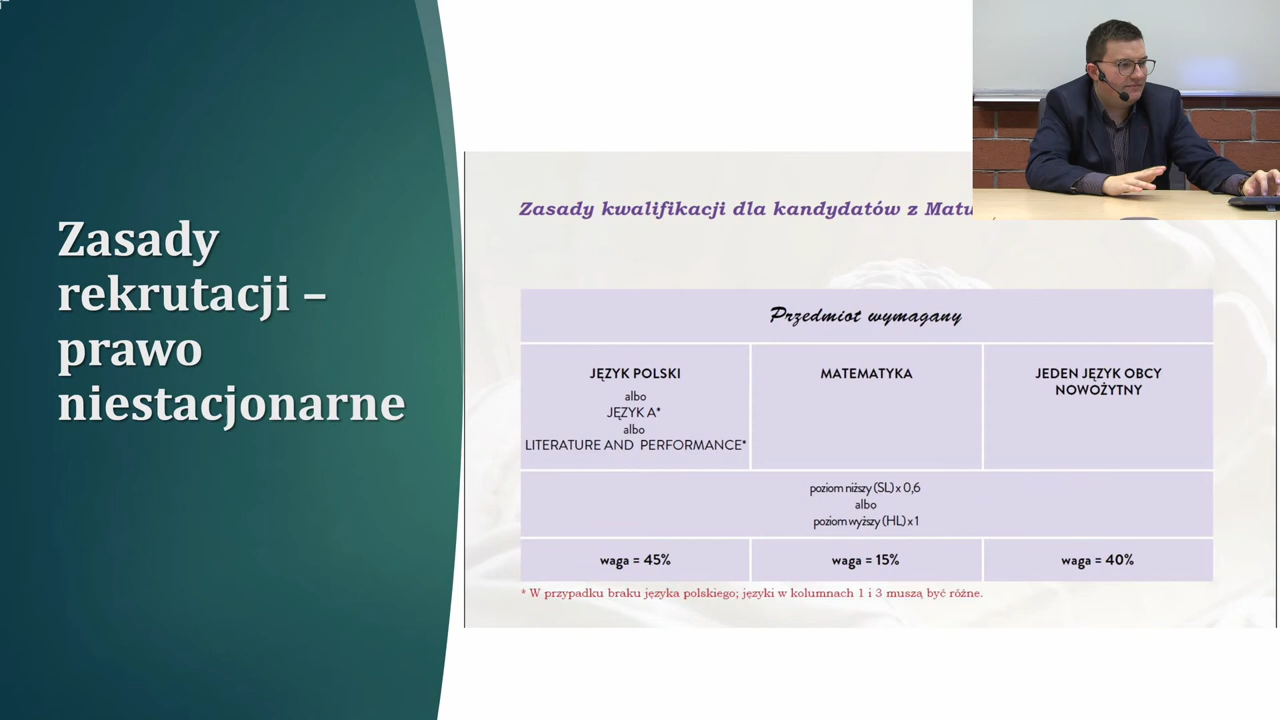 Zasady
rekrutacji –
prawo
niestacjonarne
Zasady kwalifikacji dla kandydatów z
Przedmiot wymagany
JĘZYK POLSKI
albo
JĘZYK A*
albo
LITERATURE AND PERFORMANCE*
MATEMATYKA
JEDEN JĘZYK OBCY
NOWOŻYTNY
poziom niższy (SL) x 0,6
albo
poziom wyższy (HL) x 1
waga = 45%
waga = 15%
waga = 40%
* W przypadku braku języka polskiego; języki w kolumnach 1 i 3 muszą być różne.